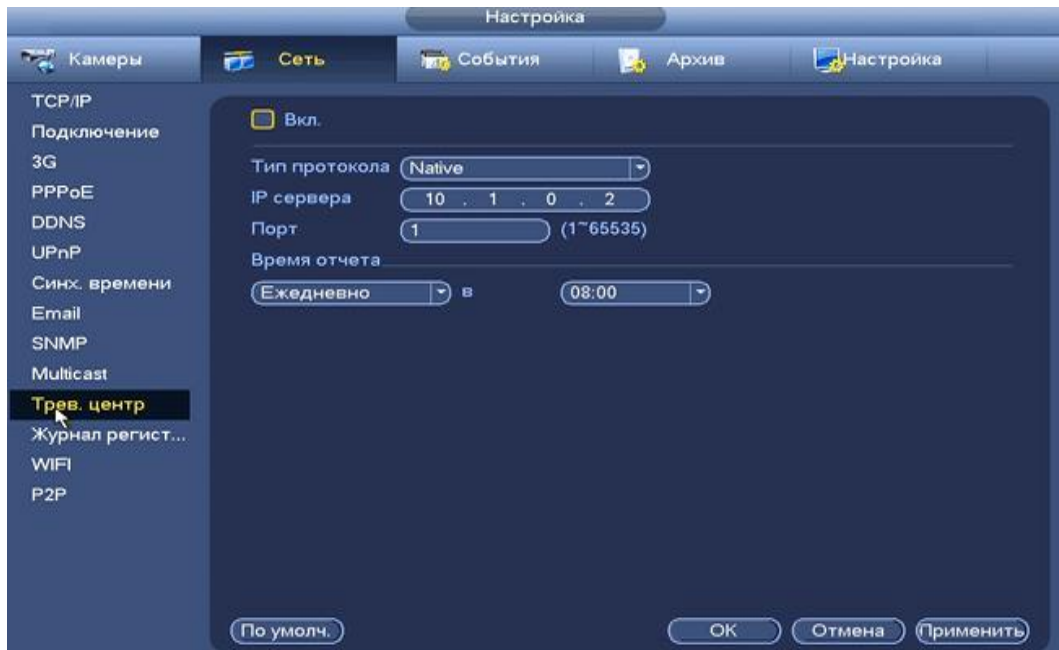 Настройка
Камеры Сеть События Архив Настройка
TCP/IP
Подключение
3G
PPPoE
DDNS
UPnP
Синх. времени
Email
SNMP
Multicast
Трев. центр
Журнал регист...
WIFI
P2P
Вкл.
Тип протокола Native
IP сервера 10 . 1 . 0 . 2
Порт 1 (1~65535)
Время отчета
Ежедневно в 08:00
По умолч. OK Отмена Применить